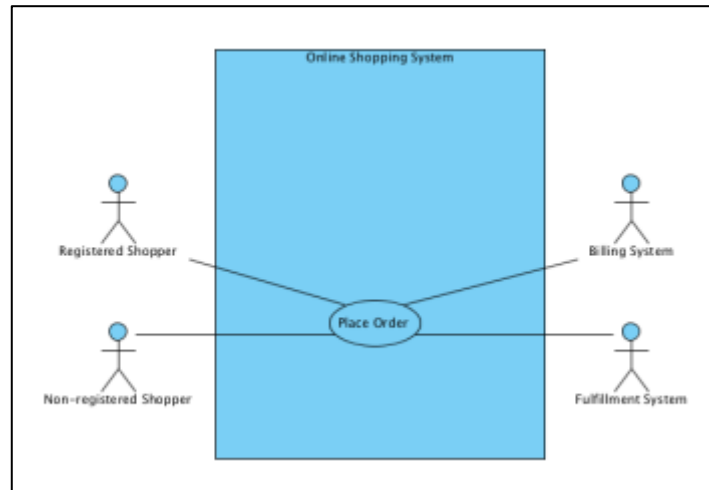 Online Shopping System
Registered Shopper
Billing System
Place Order
Non-registered Shopper
Fulfillment System